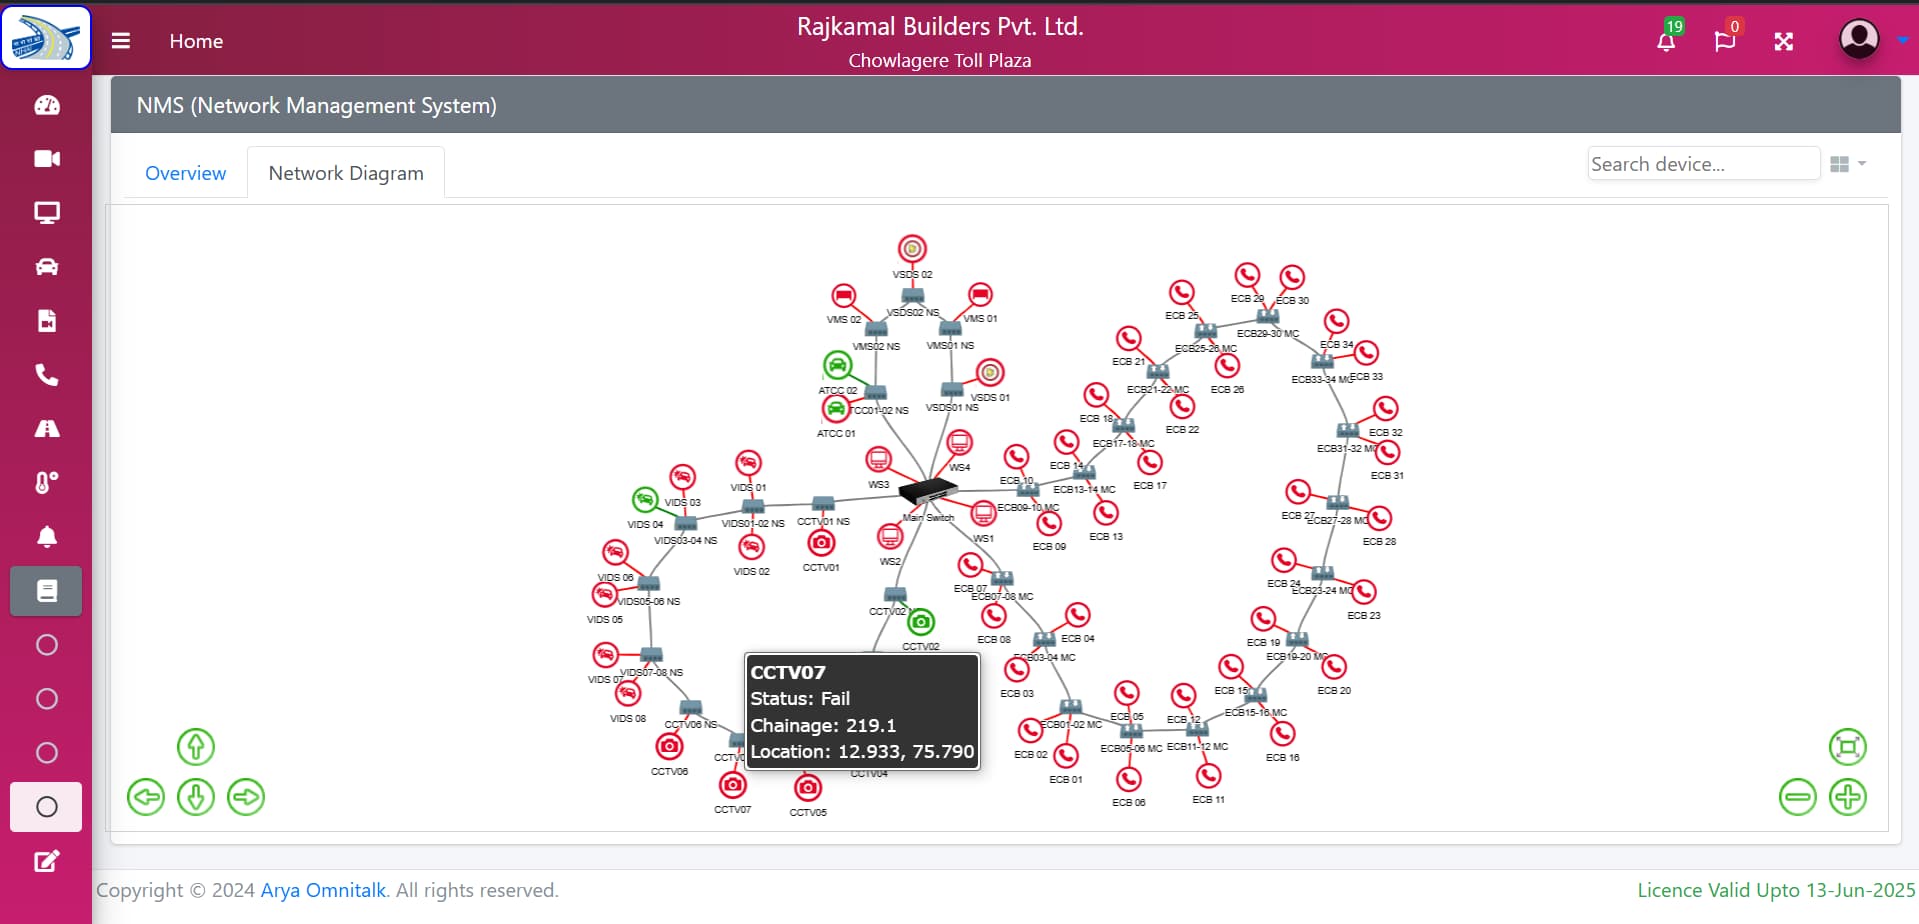 Rajkamal Builders Pvt. Ltd.
Home
19
0
Chowlagere Toll Plaza
NMS (Network Management System)
Overview
Network Diagram
Search device...
VSDS 02
VSDS02 NS
VMS 02
VMS 01
VMS02 NS
VMS01 NS
ATCC 02
VSDS 01
TCC01-02 NS
VSDS01 NS
ATCC 01
WS4
WS3
Main Switch
WS1
WS2
VIDS 01
VIDS 03
VIDS 04
VIDS01-02 NS
CCTV01 NS
VIDS03-04 NS
CCTV01
VIDS 02
VIDS 06
VIDS05-06 NS
VIDS 05
VIDS07-08 NS
VIDS 07
VIDS 08
CCTV06 NS
CCTV06
CCTV07
CCTV05
CCTV04
CCTV02
CCTV02
CCTV07
Status: Fail
Chainage: 219.1
Location: 12.933, 75.790
ECB 29
ECB 30
ECB 25
ECB29-30 MC
ECB 34
ECB25-26 MC
ECB 21
ECB33-34 MC
ECB 33
ECB21-22 MC
ECB 26
ECB 18
ECB 22
ECB 32
ECB17-18 MC
ECB31-32 MC
ECB 14
ECB 31
ECB 10
ECB13-14 MC
ECB 17
ECB09-10 MC
ECB 27
ECB27-28 MC
ECB 13
ECB 09
ECB 28
ECB 07
ECB07-08 MC
ECB 24
ECB23-24 MC
ECB 08
ECB 04
ECB 23
ECB03-04 MC
ECB 19
ECB19-20 MC
ECB 03
ECB 15
ECB 20
ECB 05
ECB 12
ECB15-16 MC
ECB01-02 MC
ECB05-06 MC
ECB11-12 MC
ECB 02
ECB 16
ECB 01
ECB 06
ECB 11
Copyright © 2024 Arya Omnitalk. All rights reserved.
Licence Valid Upto 13-Jun-2025